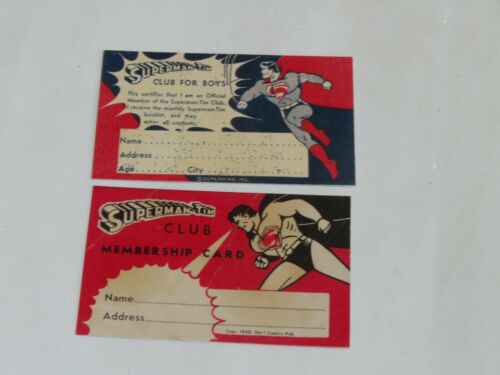 SUPERMAN-TIM
CLUB FOR BOYS
This certifies that I am an Official
Member of the Superman-Tim Club.
I receive the monthly Superman-Tim
booklet, and may
enter all contests.
Name
Address
Age City
© SUPERMAN, INC.
SUPERMAN-TIM
CLUB
MEMBERSHIP CARD
Name
Address
Copr. 1948, Nat'l Comics Pub.